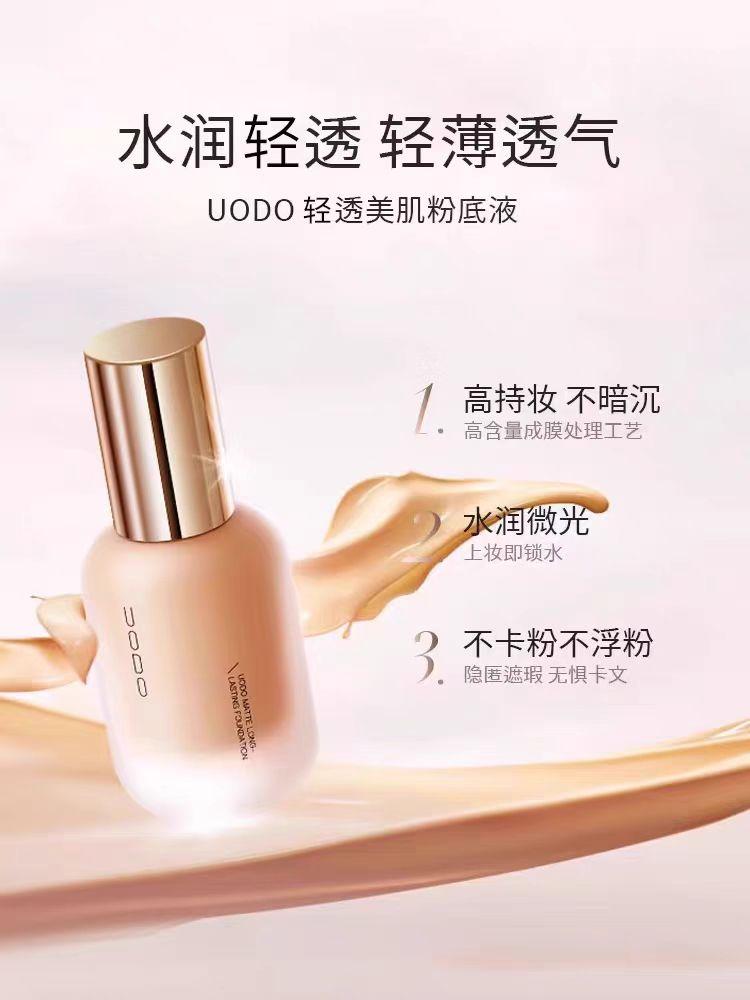 水润轻透 轻薄透气
UODO 轻透美肌粉底液
1.
高持妆 不暗沉
高含量成膜处理工艺
2.
水润微光
上妆即锁水
3.
不卡粉不浮粉
隐匿遮瑕 无惧卡文
UODO
\ UODO MATTE LONG-
LASTING FOUNDATION